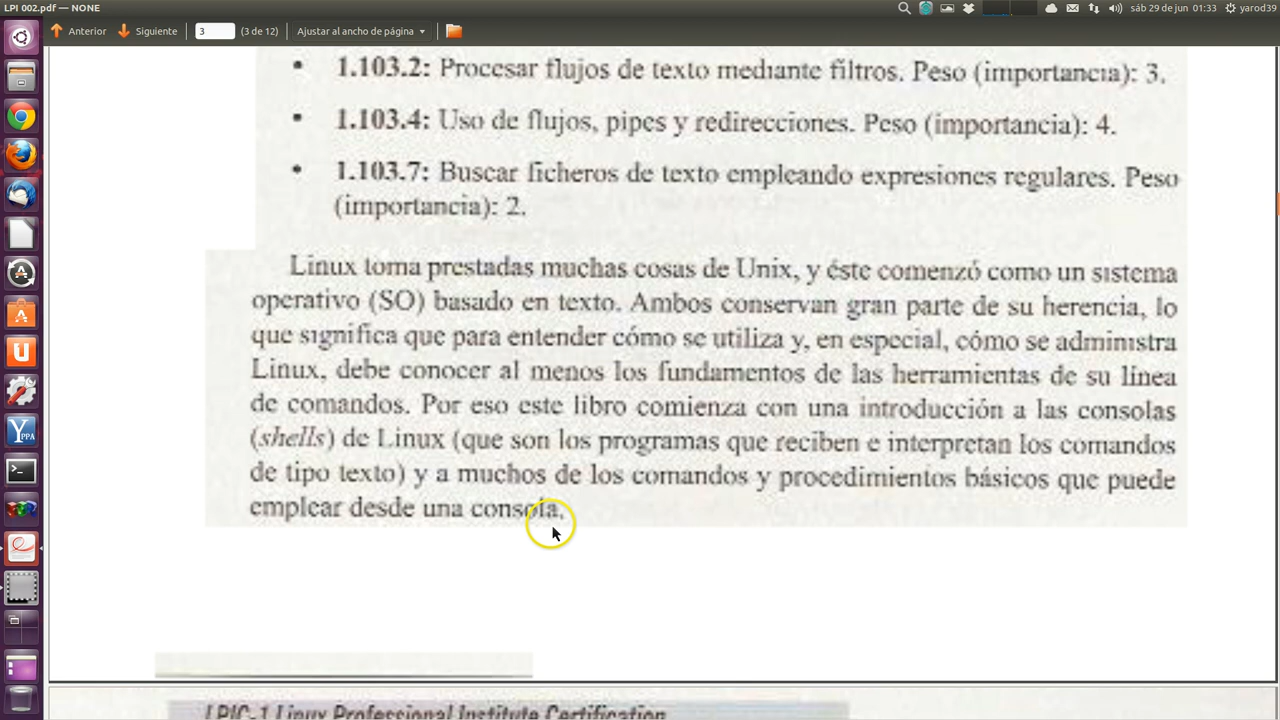 LPI 002.pdf — NONE
sáb 29 de jun 01:33
yarod39
Anterior
Siguiente
3
(3 de 12)
Ajustar al ancho de página
1.103.2: Procesar flujos de texto mediante filtros. Peso (importancia): 3.
1.103.4: Uso de flujos, pipes y redirecciones. Peso (importancia): 4.
1.103.7: Buscar ficheros de texto empleando expresiones regulares. Peso
(importancia): 2.
Linux toma prestadas muchas cosas de Unix, y éste comenzó como un sistema
operativo (SO) basado en texto. Ambos conservan gran parte de su herencia, lo
que significa que para entender cómo se utiliza y, en especial, cómo se administra
Linux, debe conocer al menos los fundamentos de las herramientas de su línea
de comandos. Por eso este libro comienza con una introducción a las consolas
(shells) de Linux (que son los programas que reciben e interpretan los comandos
de tipo texto) y a muchos de los comandos y procedimientos básicos que puede
emplear desde una consola.
LPIC-1 Linux Professional Institute Certification
YPPA